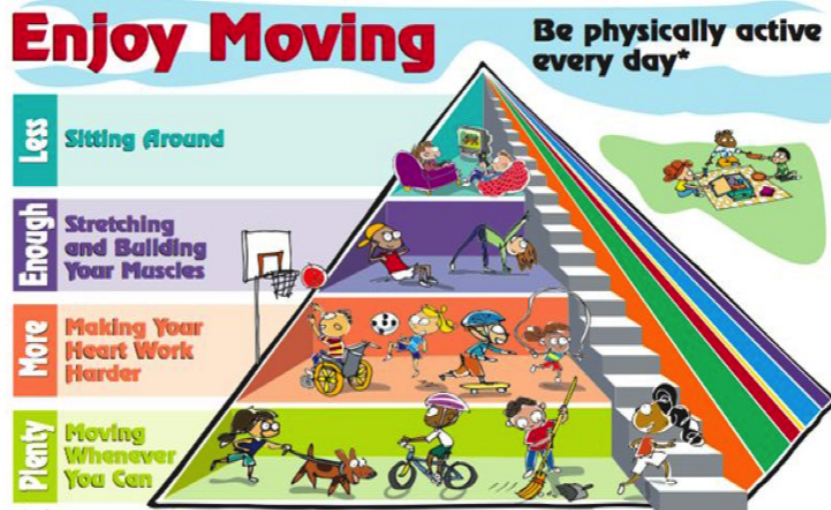 Enjoy Moving
Be physically active
every day*
Less
Sitting Around
Enough
Stretching
and Building
Your Muscles
More
Making Your
Heart Work
Harder
Plenty
Moving
Whenever
You Can